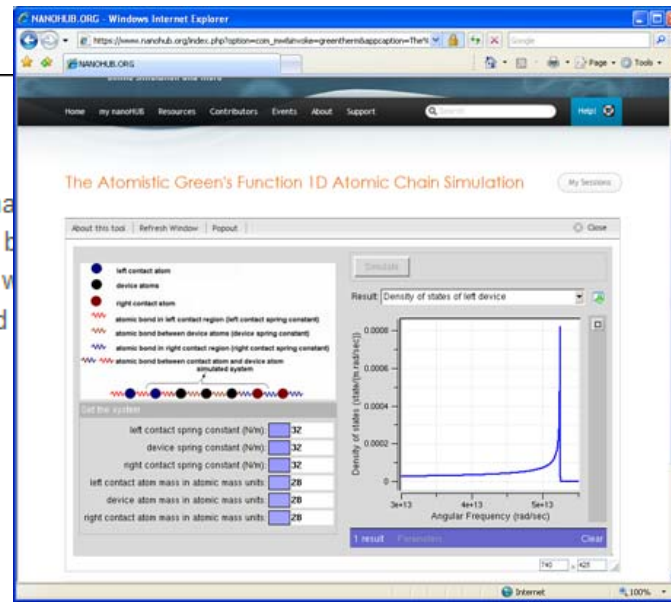 NANOHUB.ORG - Windows Internet Explorer
https://www.nanohub.org/index.php?option=com_mw&invoke=greentherm&appcaption=The%
Google
NANOHUB.ORG
Page
Tools
online simulation and more
Home my nanoHUB Resources Contributors Events About Support
Search
Help!
The Atomistic Green's Function 1D Atomic Chain Simulation
My Sessions
About this tool | Refresh Window | Popout |
Close
left contact atom
device atoms
right contact atom
atomic bond in left contact region (left contact spring constant)
atomic bond between device atoms (device spring constant)
atomic bond in right contact region (right contact spring constant)
atomic bond between contact atom and device atom
simulated system
Set the system
left contact spring constant (N/m): 32
device spring constant (N/m): 32
right contact spring constant (N/m): 32
left contact atom mass in atomic mass units: 28
device atom mass in atomic mass units: 28
right contact atom mass in atomic mass units: 28
Simulate
Result: Density of states of left device
Density of states (state/(m.rad/sec))
0.0008
0.0006
0.0004
0.0002
0
3e+13 4e+13 5e+13
Angular Frequency (rad/sec)
1 result Parameters Clear
740 x 425
Internet
100%